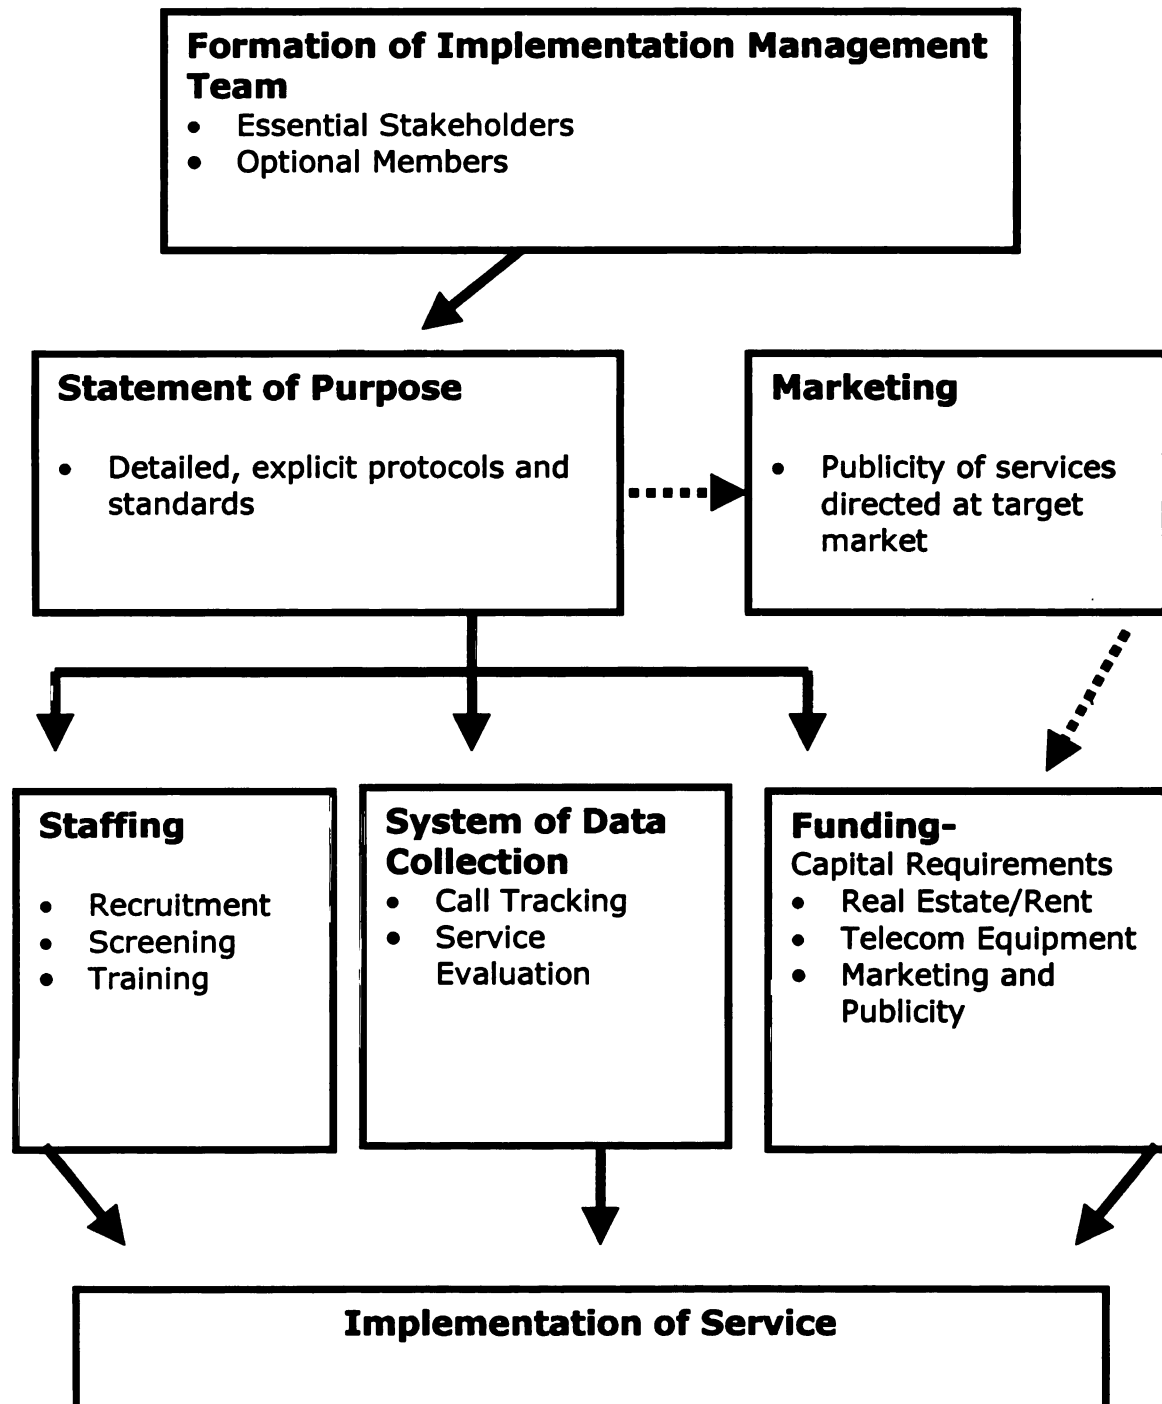 Formation of Implementation Management
Team
• Essential Stakeholders
• Optional Members
Statement of Purpose
• Detailed, explicit protocols and
standards
Marketing
• Publicity of services
directed at target
market
Staffing
• Recruitment
• Screening
• Training
System of Data
Collection
• Call Tracking
• Service
Evaluation
Funding-
Capital Requirements
• Real Estate/Rent
• Telecom Equipment
• Marketing and
Publicity
Implementation of Service